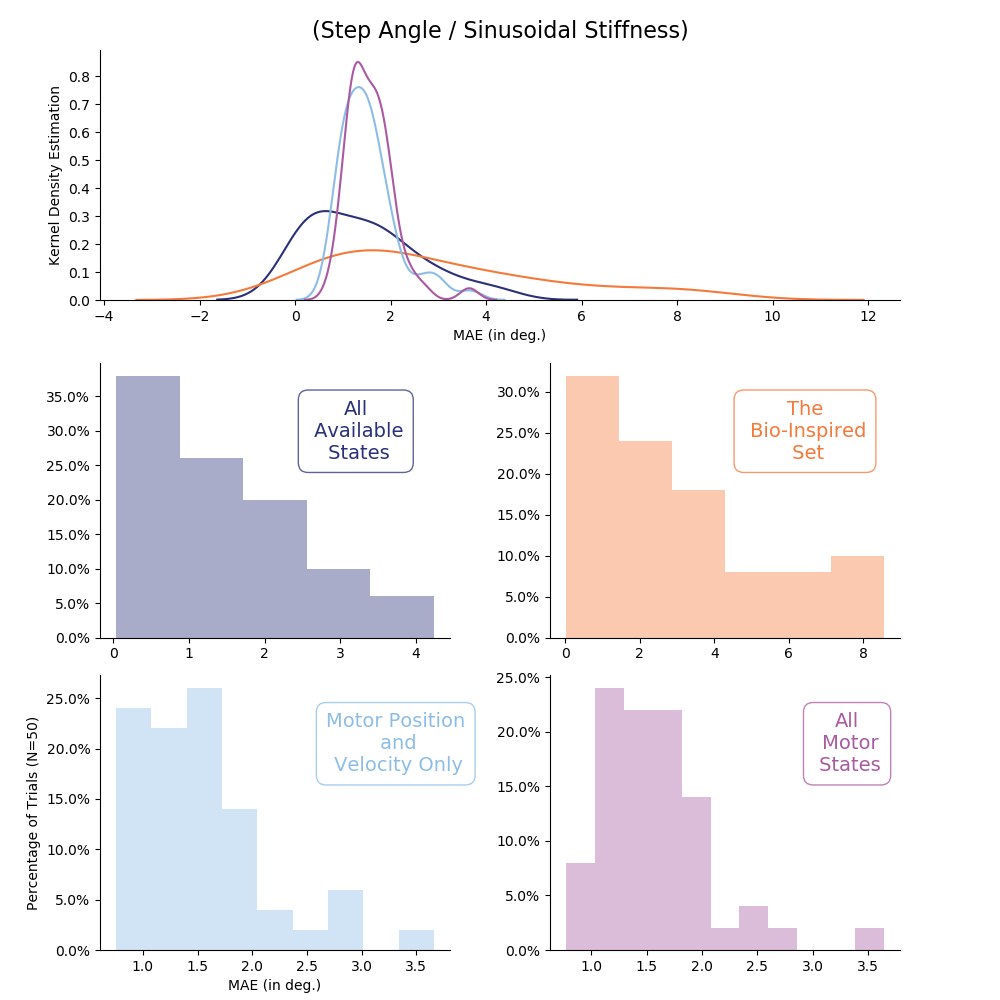 (Step Angle / Sinusoidal Stiffness)
Kernel Density Estimation
0.8
0.7
0.6
0.5
0.4
0.3
0.2
0.1
0.0
−4 −2 0 2 4 6 8 10 12
MAE (in deg.)
35.0%
30.0%
25.0%
20.0%
15.0%
10.0%
5.0%
0.0%
0 1 2 3 4
All
Available
States
30.0%
25.0%
20.0%
15.0%
10.0%
5.0%
0.0%
0 2 4 6 8
The
Bio-Inspired
Set
Percentage of Trials (N=50)
25.0%
20.0%
15.0%
10.0%
5.0%
0.0%
1.0 1.5 2.0 2.5 3.0 3.5
MAE (in deg.)
Motor Position
and
Velocity Only
25.0%
20.0%
15.0%
10.0%
5.0%
0.0%
1.0 1.5 2.0 2.5 3.0 3.5
All
Motor
States